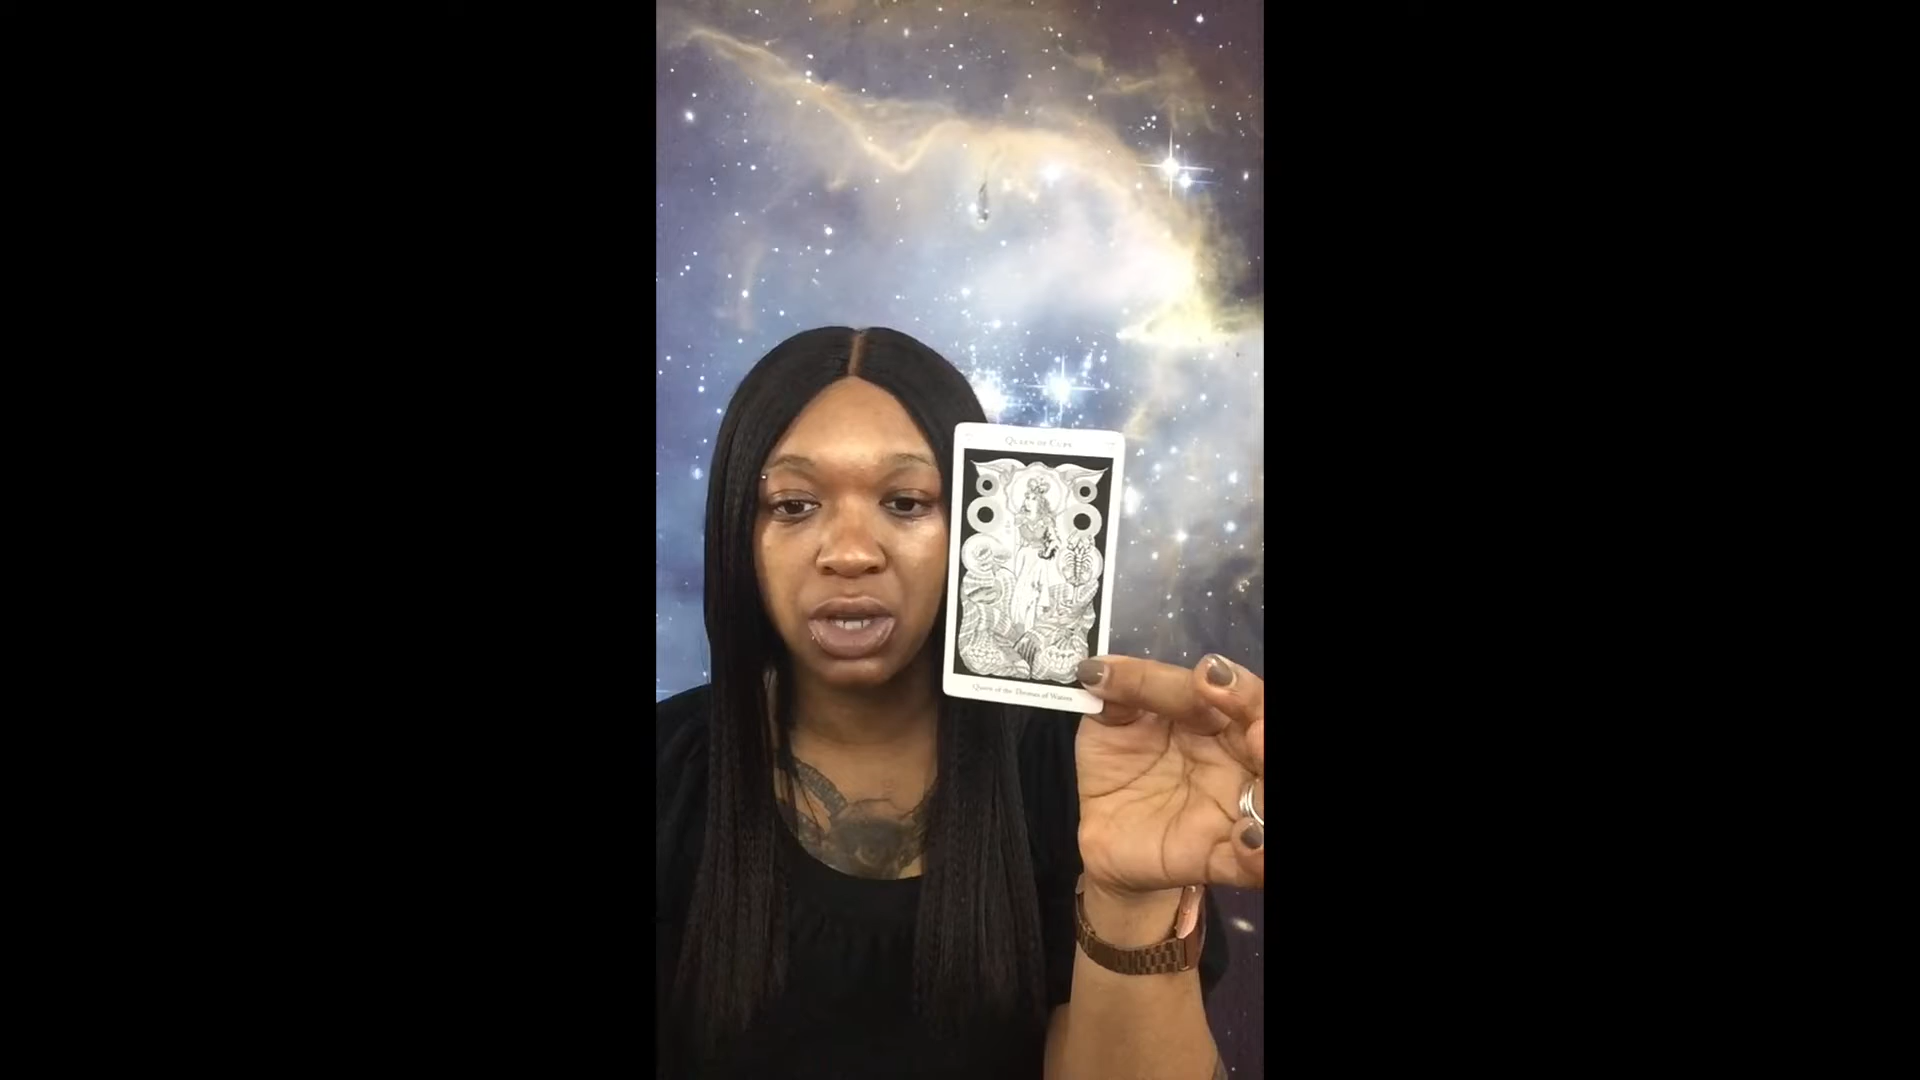 Queen of Cups
Queen of the Thrones of Waters